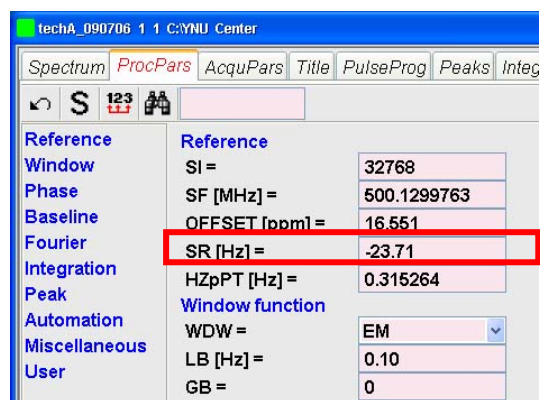 techA_090706 1 1 C:\YNU Center
Spectrum ProcPars AcquPars Title PulseProg Peaks Integ
S 123
Reference Reference
Window SI = 32768
Phase SF [MHz] = 500.1299763
Baseline OFFSET [ppm] = 16.551
Fourier SR [Hz] = -23.71
Integration HZpPT [Hz] = 0.315264
Peak Window function
Automation WDW = EM
Miscellaneous LB [Hz] = 0.10
User GB = 0